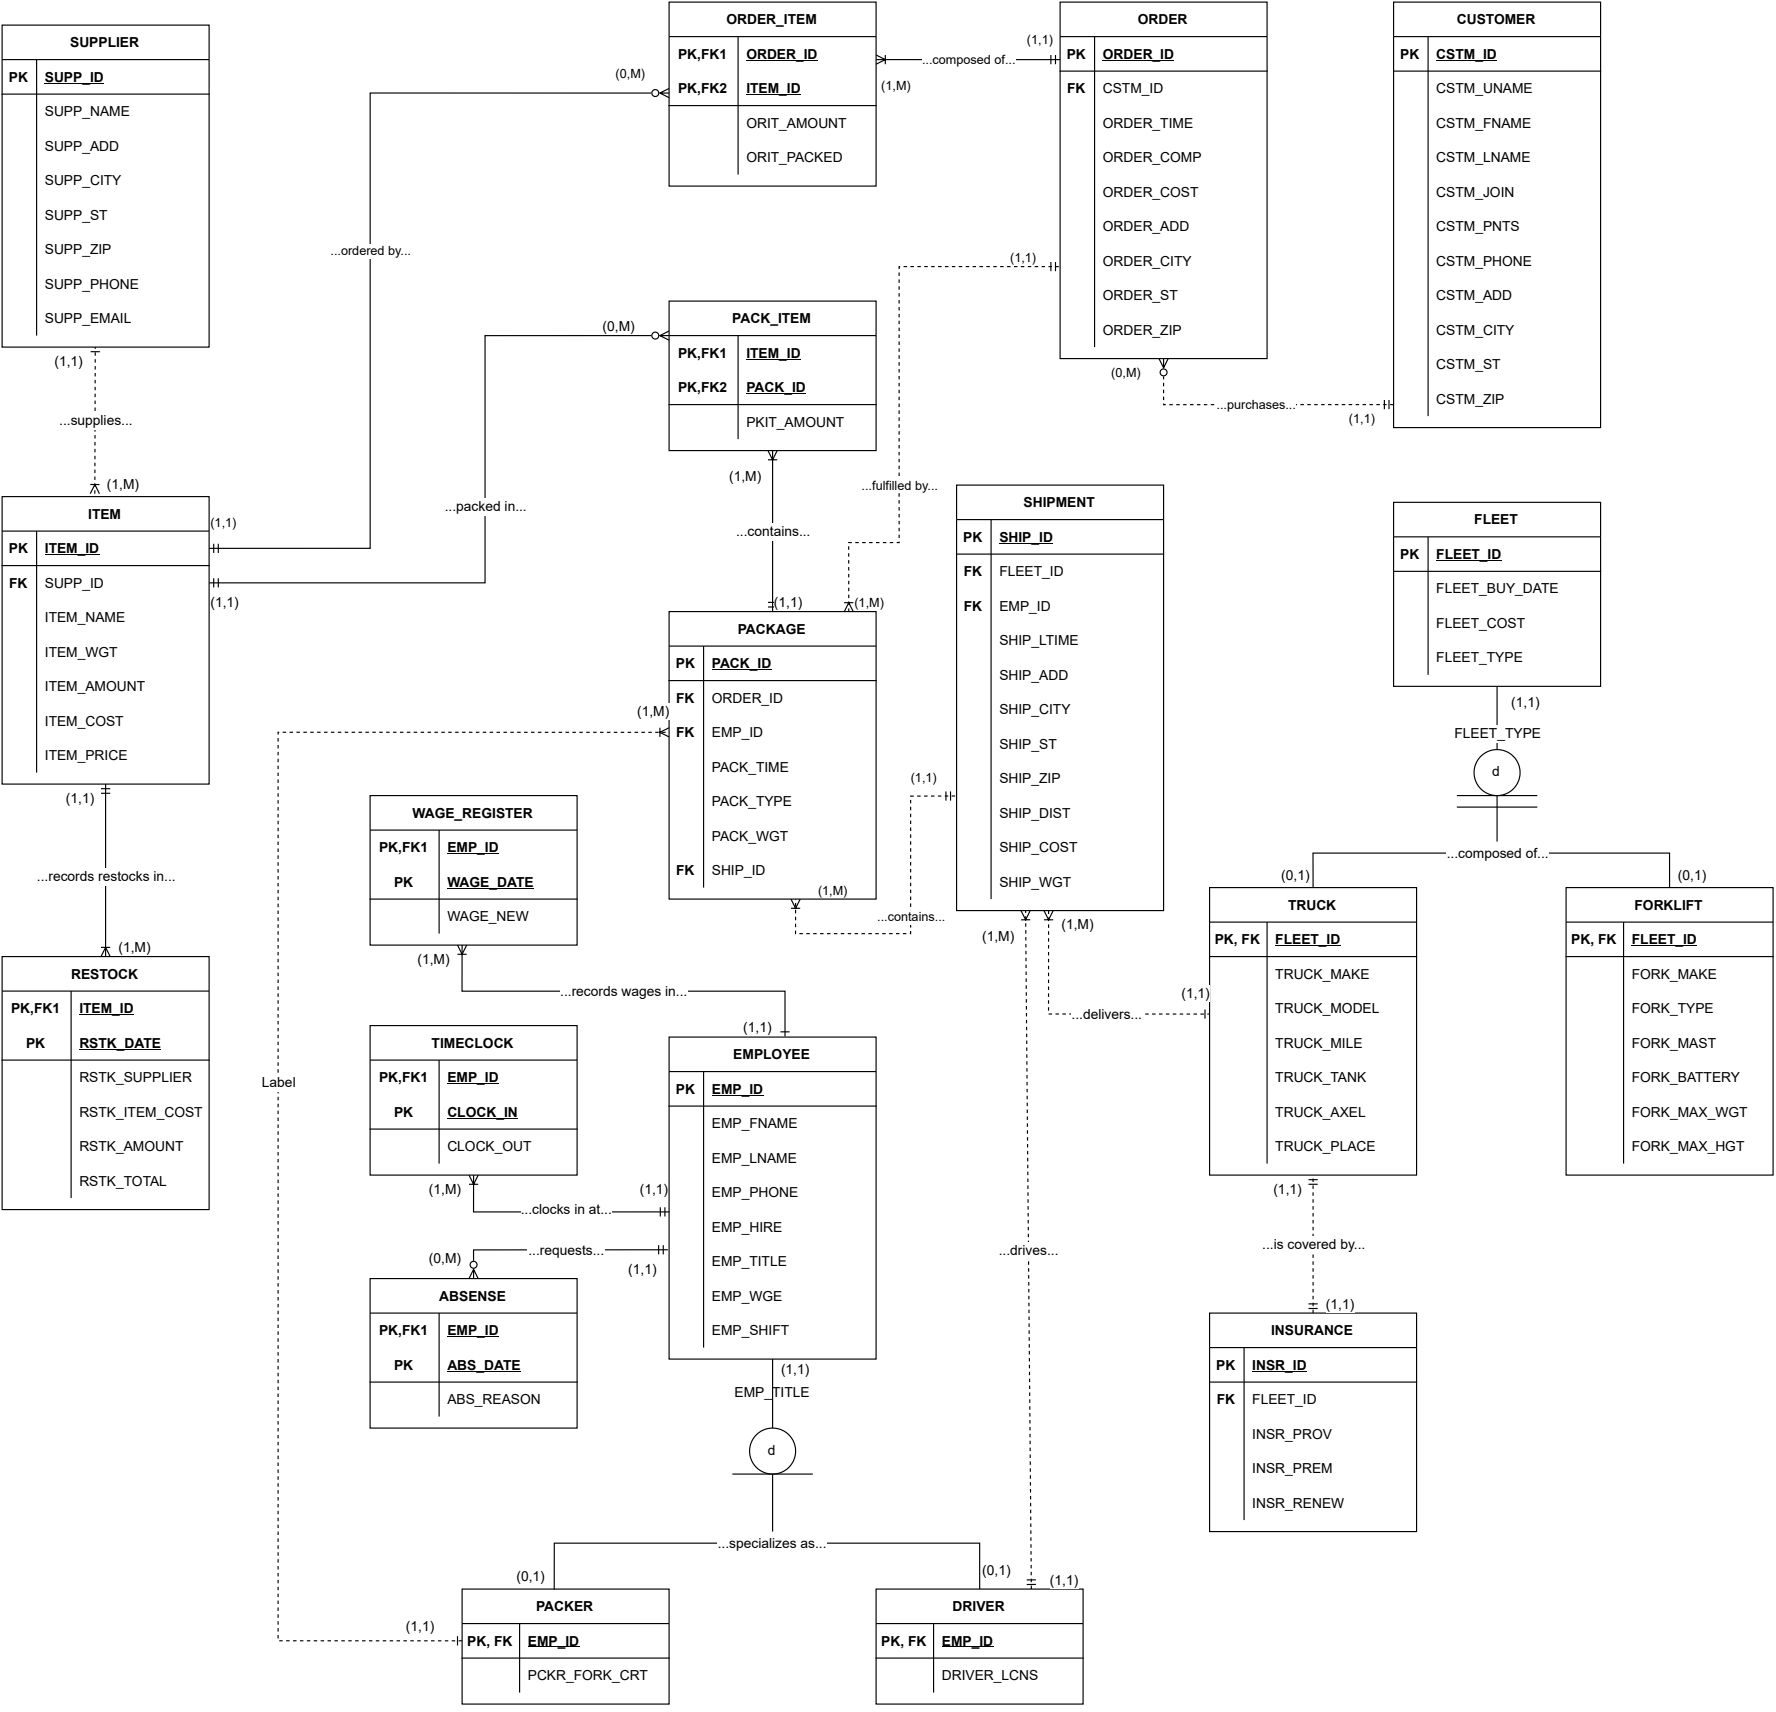 SUPPLIER
PK SUPP_ID
SUPP_NAME
SUPP_ADD
SUPP_CITY
SUPP_ST
SUPP_ZIP
SUPP_PHONE
SUPP_EMAIL
(1,1)
...supplies...
(1,M)
ITEM
PK ITEM_ID
FK SUPP_ID
ITEM_NAME
ITEM_WGT
ITEM_AMOUNT
ITEM_COST
ITEM_PRICE
(1,1)
(1,1)
(1,1)
...records restocks in...
(1,M)
RESTOCK
PK,FK1 ITEM_ID
PK RSTK_DATE
RSTK_SUPPLIER
RSTK_ITEM_COST
RSTK_AMOUNT
RSTK_TOTAL
...ordered by...
(0,M)
ORDER_ITEM
PK,FK1 ORDER_ID
PK,FK2 ITEM_ID
ORIT_AMOUNT
ORIT_PACKED
(1,M)
...composed of...
(1,1)
ORDER
PK ORDER_ID
FK CSTM_ID
ORDER_TIME
ORDER_COMP
ORDER_COST
ORDER_ADD
ORDER_CITY
ORDER_ST
ORDER_ZIP
(1,1)
(0,M)
...purchases...
(1,1)
CUSTOMER
PK CSTM_ID
CSTM_UNAME
CSTM_FNAME
CSTM_LNAME
CSTM_JOIN
CSTM_PNTS
CSTM_PHONE
CSTM_ADD
CSTM_CITY
CSTM_ST
CSTM_ZIP
...packed in...
(0,M)
PACK_ITEM
PK,FK1 ITEM_ID
PK,FK2 PACK_ID
PKIT_AMOUNT
(1,M)
...contains...
(1,1)
...fulfilled by...
(1,M)
PACKAGE
PK PACK_ID
FK ORDER_ID
FK EMP_ID
PACK_TIME
PACK_TYPE
PACK_WGT
FK SHIP_ID
(1,M)
(1,M)
...contains...
(1,1)
SHIPMENT
PK SHIP_ID
FK FLEET_ID
FK EMP_ID
SHIP_LTIME
SHIP_ADD
SHIP_CITY
SHIP_ST
SHIP_ZIP
SHIP_DIST
SHIP_COST
SHIP_WGT
(1,M)
(1,M)
FLEET
PK FLEET_ID
FLEET_BUY_DATE
FLEET_COST
FLEET_TYPE
(1,1)
FLEET_TYPE
d
...composed of...
(0,1)
(0,1)
TRUCK
PK, FK FLEET_ID
TRUCK_MAKE
TRUCK_MODEL
TRUCK_MILE
TRUCK_TANK
TRUCK_AXEL
TRUCK_PLACE
(1,1)
...delivers...
(1,1)
...is covered by...
(1,1)
FORKLIFT
PK, FK FLEET_ID
FORK_MAKE
FORK_TYPE
FORK_MAST
FORK_BATTERY
FORK_MAX_WGT
FORK_MAX_HGT
INSURANCE
PK INSR_ID
FK FLEET_ID
INSR_PROV
INSR_PREM
INSR_RENEW
WAGE_REGISTER
PK,FK1 EMP_ID
PK WAGE_DATE
WAGE_NEW
(1,M)
...records wages in...
(1,1)
TIMECLOCK
PK,FK1 EMP_ID
PK CLOCK_IN
CLOCK_OUT
(1,M)
...clocks in at...
(1,1)
(0,M)
...requests...
(1,1)
ABSENSE
PK,FK1 EMP_ID
PK ABS_DATE
ABS_REASON
EMPLOYEE
PK EMP_ID
EMP_FNAME
EMP_LNAME
EMP_PHONE
EMP_HIRE
EMP_TITLE
EMP_WGE
EMP_SHIFT
(1,1)
EMP_TITLE
d
...specializes as...
(0,1)
(0,1)
Label
(1,1)
PACKER
PK, FK EMP_ID
PCKR_FORK_CRT
...drives...
(1,1)
DRIVER
PK, FK EMP_ID
DRIVER_LCNS